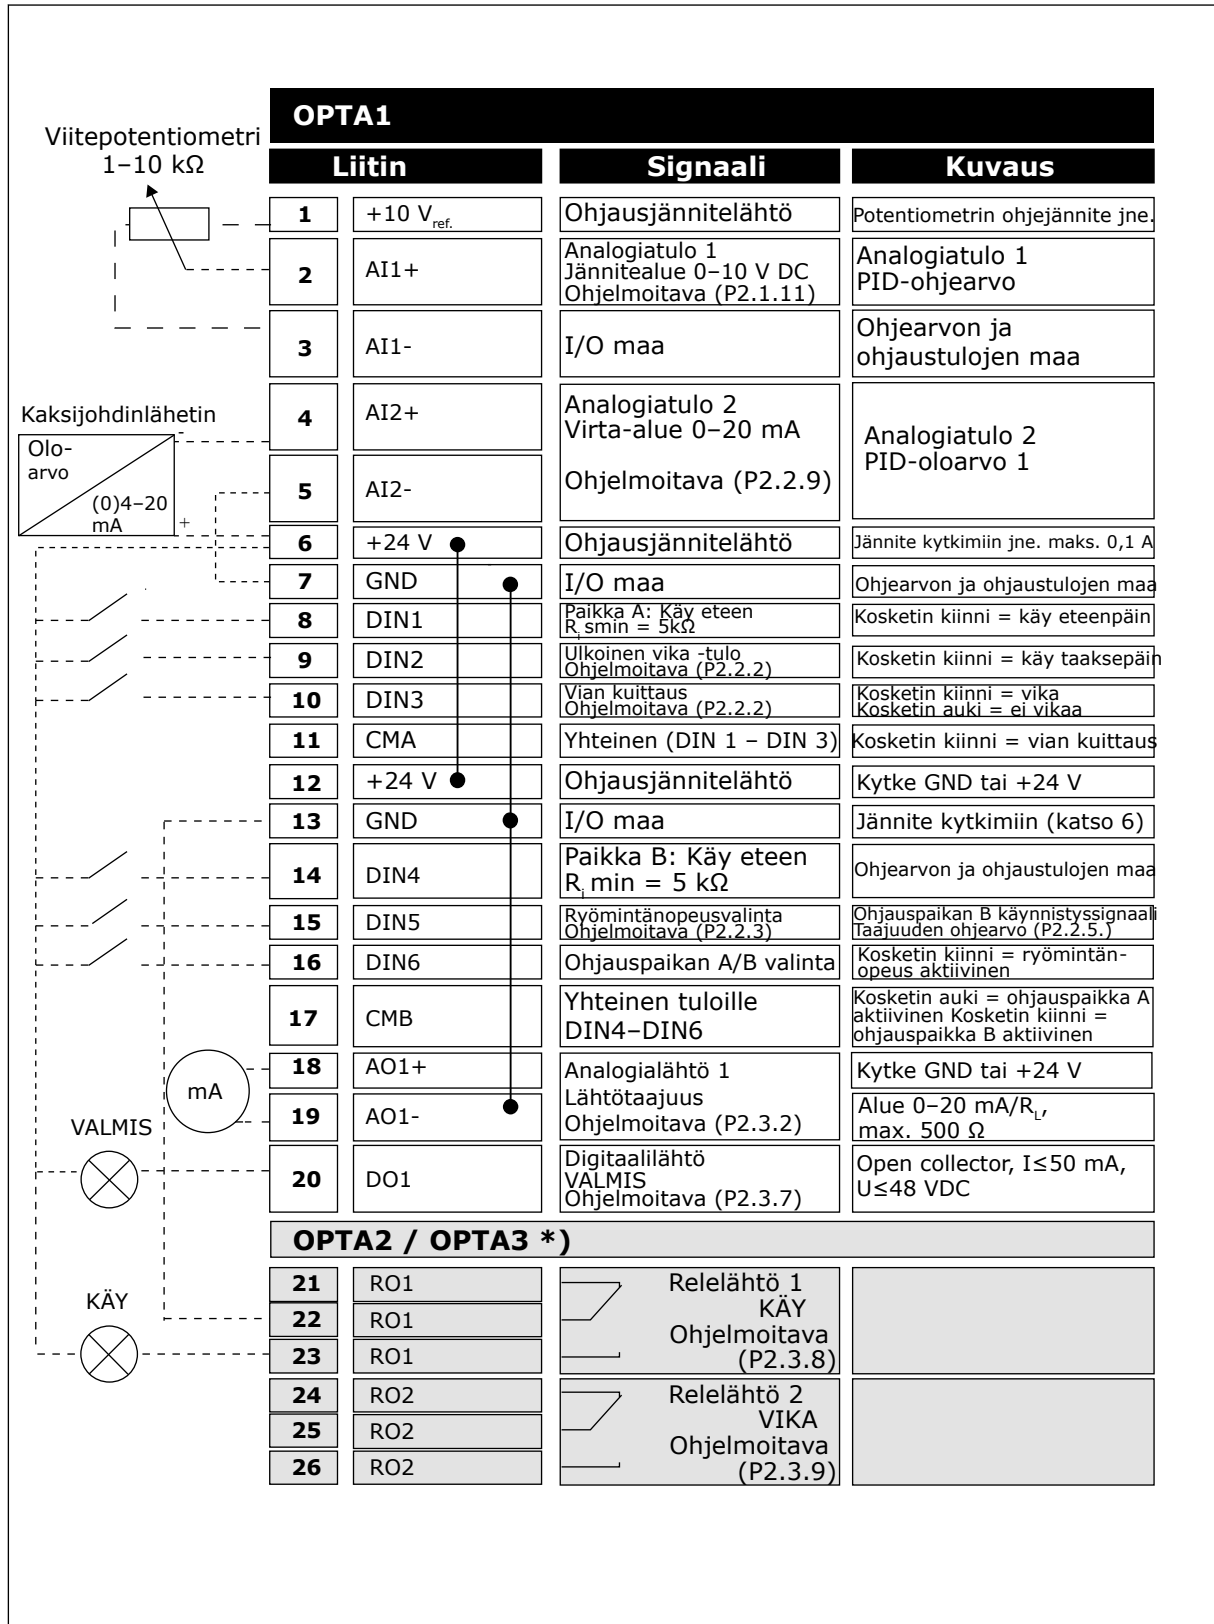 OPTA1
Viitepotentiometri
1–10 kΩ
Liitin
Signaali
Kuvaus
1
+10 Vref.
Ohjausjännitelähtö
Potentiometrin ohjejännite jne.
2
AI1+
Analogiatulo 1
Jännitealue 0–10 V DC
Ohjelmoitava (P2.1.11)
Analogiatulo 1
PID-ohjearvo
3
AI1-
I/O maa
Ohjearvon ja
ohjaustulojen maa
Kaksijohdinlähetin
-
Olo-
arvo
(0)4–20
mA
+
4
AI2+
Analogiatulo 2
Virta-alue 0–20 mA
Ohjelmoitava (P2.2.9)
Analogiatulo 2
PID-oloarvo 1
5
AI2-
6
+24 V
Ohjausjännitelähtö
Jännite kytkimiin jne. maks. 0,1 A
7
GND
I/O maa
Ohjearvon ja ohjaustulojen maa
8
DIN1
Paikka A: Käy eteen
Ri smin = 5kΩ
Kosketin kiinni = käy eteenpäin
9
DIN2
Ulkoinen vika -tulo
Ohjelmoitava (P2.2.2)
Kosketin kiinni = käy taaksepäin
10
DIN3
Vian kuittaus
Ohjelmoitava (P2.2.2)
Kosketin kiinni = vika
Kosketin auki = ei vikaa
11
CMA
Yhteinen (DIN 1 – DIN 3)
Kosketin kiinni = vian kuittaus
12
+24 V
Ohjausjännitelähtö
Kytke GND tai +24 V
13
GND
I/O maa
Jännite kytkimiin (katso 6)
14
DIN4
Paikka B: Käy eteen
Ri min = 5 kΩ
Ohjearvon ja ohjaustulojen maa
15
DIN5
Ryömintänopeusvalinta
Ohjelmoitava (P2.2.3)
Ohjauspaikan B käynnistyssignaali
Taajuuden ohjearvo (P2.2.5.)
16
DIN6
Ohjauspaikan A/B valinta
Kosketin kiinni = ryömintän-
opeus aktiivinen
17
CMB
Yhteinen tuloille
DIN4–DIN6
Kosketin auki = ohjauspaikka A
aktiivinen Kosketin kiinni =
ohjauspaikka B aktiivinen
mA
18
AO1+
Analogialähtö 1
Lähtötaajuus
Ohjelmoitava (P2.3.2)
Kytke GND tai +24 V
19
AO1-
Alue 0–20 mA/RL,
max. 500 Ω
VALMIS
20
DO1
Digitaalilähtö
VALMIS
Ohjelmoitava (P2.3.7)
Open collector, I≤50 mA,
U≤48 VDC
OPTA2 / OPTA3 *)
KÄY
21
RO1
22
RO1
23
RO1
Relelähtö 1
KÄY
Ohjelmoitava
(P2.3.8)
24
RO2
25
RO2
26
RO2
Relelähtö 2
VIKA
Ohjelmoitava
(P2.3.9)